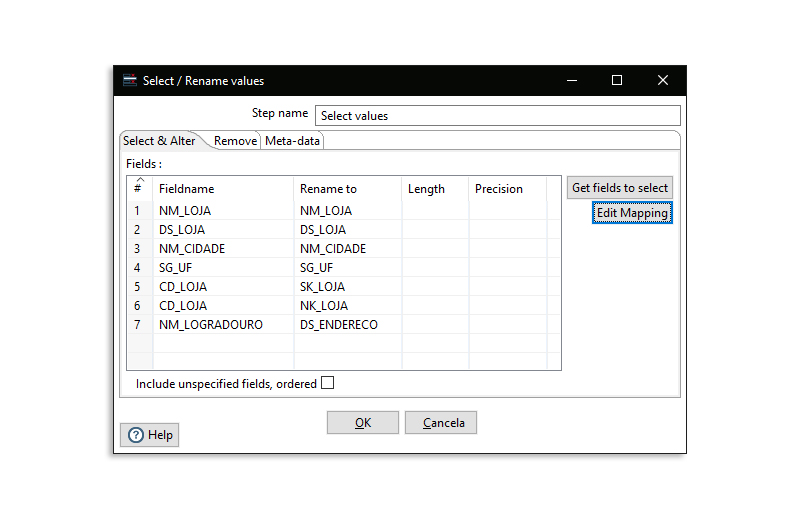 Select / Rename values
Step name Select values
Select & Alter Remove Meta-data
Fields :
# Fieldname Rename to Length Precision
Get fields to select
1 NM_LOJA NM_LOJA
Edit Mapping
2 DS_LOJA DS_LOJA
3 NM_CIDADE NM_CIDADE
4 SG_UF SG_UF
5 CD_LOJA SK_LOJA
6 CD_LOJA NK_LOJA
7 NM_LOGRADOURO DS_ENDERECO
Include unspecified fields, ordered
OK Cancela
Help